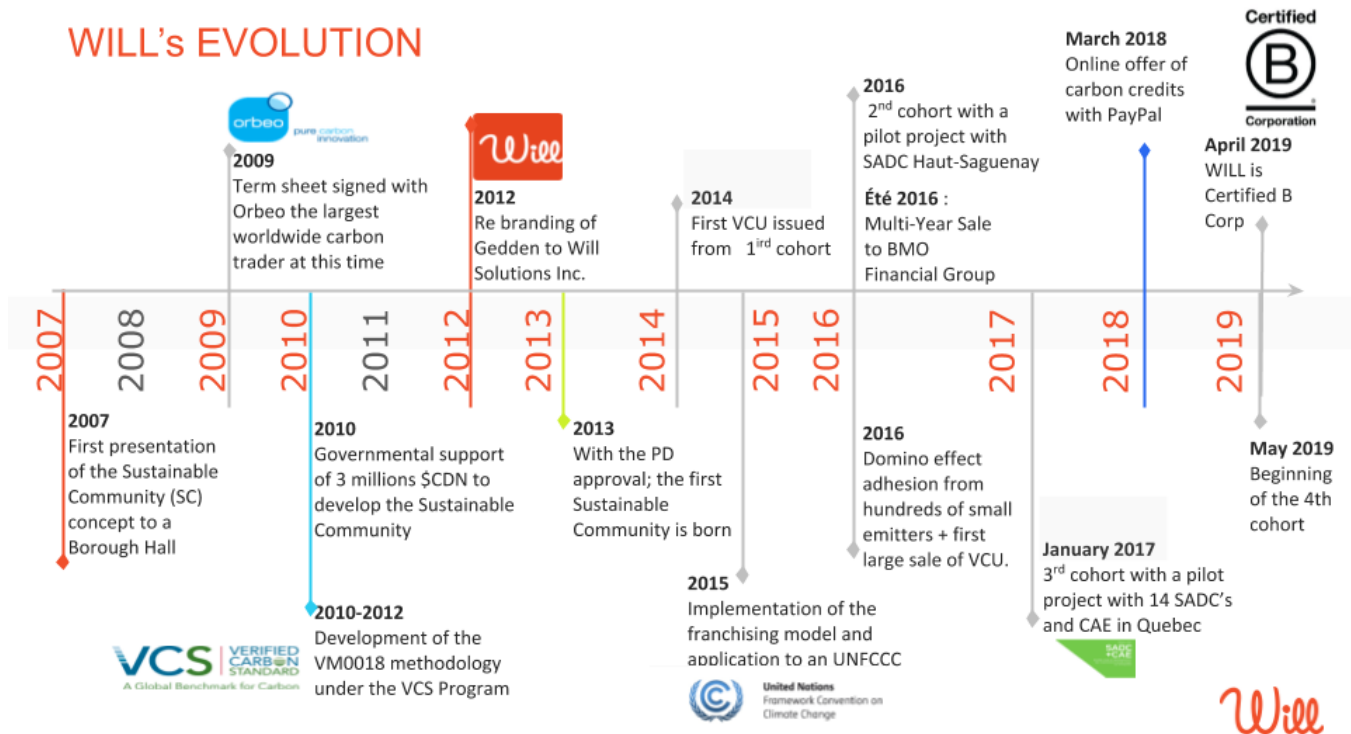 WILL's EVOLUTION
orbeo
pure carbon
innovation
2009
Term sheet signed with
Orbeo the largest
worldwide carbon
trader at this time
Will
2012
Re branding of
Gedden to Will
Solutions Inc.
2014
First VCU issued
from 1ird cohort
2016
2nd cohort with a
pilot project with
SADC Haut-Saguenay
Été 2016 :
Multi-Year Sale
to BMO
Financial Group
March 2018
Online offer of
carbon credits
with PayPal
Certified
B
®
Corporation
April 2019
WILL is
Certified B
Corp
2007
2008
2009
2010
2011
2012
2013
2014
2015
2016
2017
2018
2019
2007
First presentation
of the Sustainable
Community (SC)
concept to a
Borough Hall
2010
Governmental support
of 3 millions $CDN to
develop the Sustainable
Community
2010-2012
Development of the
VM0018 methodology
under the VCS Program
VCS
VERIFIED
CARBON
STANDARD
A Global Benchmark for Carbon
2013
With the PD
approval; the first
Sustainable
Community is born
2015
Implementation of the
franchising model and
application to an UNFCCC
United Nations
Framework Convention on
Climate Change
2016
Domino effect
adhesion from
hundreds of small
emitters + first
large sale of VCU.
January 2017
3rd cohort with a pilot
project with 14 SADC's
and CAE in Quebec
SADC
+CAE
May 2019
Beginning
of the 4th
cohort
Will